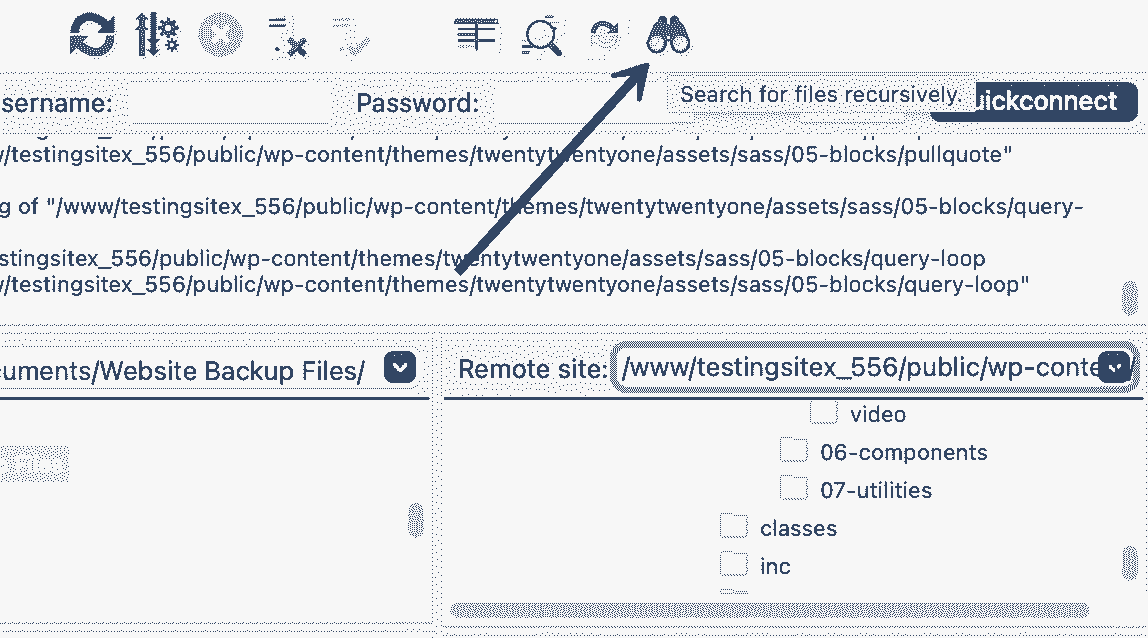 sername:
Password:
Search for files recursively.
uickconnect
/testingsitex_556/public/wp-content/themes/twentytwentyone/assets/sass/05-blocks/pullquote"
g of "/www/testingsitex_556/public/wp-content/themes/twentytwentyone/assets/sass/05-blocks/query-
stingsitex_556/public/wp-content/themes/twentytwentyone/assets/sass/05-blocks/query-loop
/testingsitex_556/public/wp-content/themes/twentytwentyone/assets/sass/05-blocks/query-loop"
cuments/Website Backup Files/
Remote site:
/www/testingsitex_556/public/wp-conte
video
06-components
07-utilities
classes
inc